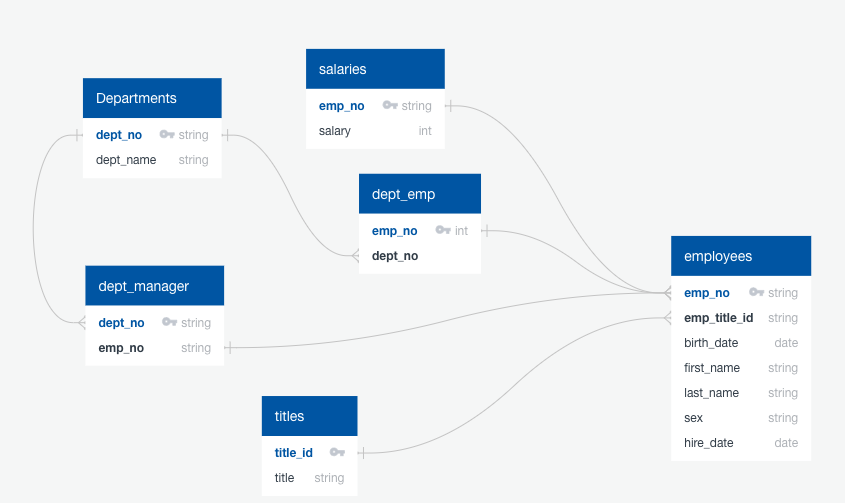 Departments
dept_no string
dept_name string
salaries
emp_no string
salary int
dept_emp
emp_no int
dept_no
dept_manager
dept_no string
emp_no string
employees
emp_no string
emp_title_id string
birth_date date
first_name string
last_name string
sex string
hire_date date
titles
title_id
title string